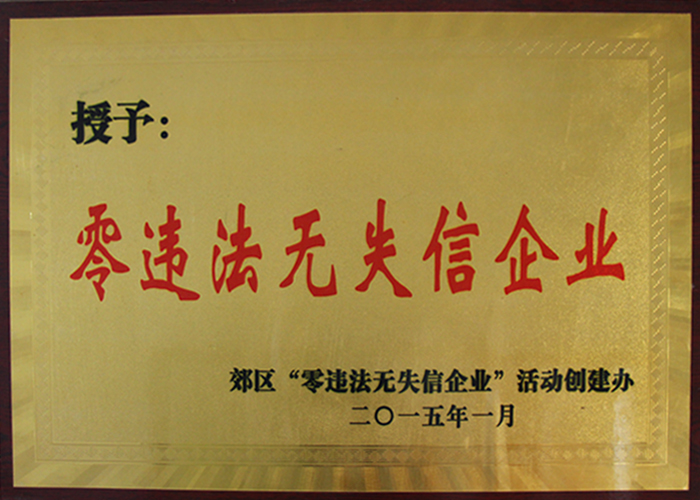 授予：
零违法无失信企业
郊区“零违法无失信企业”活动创建办
二〇一五年一月